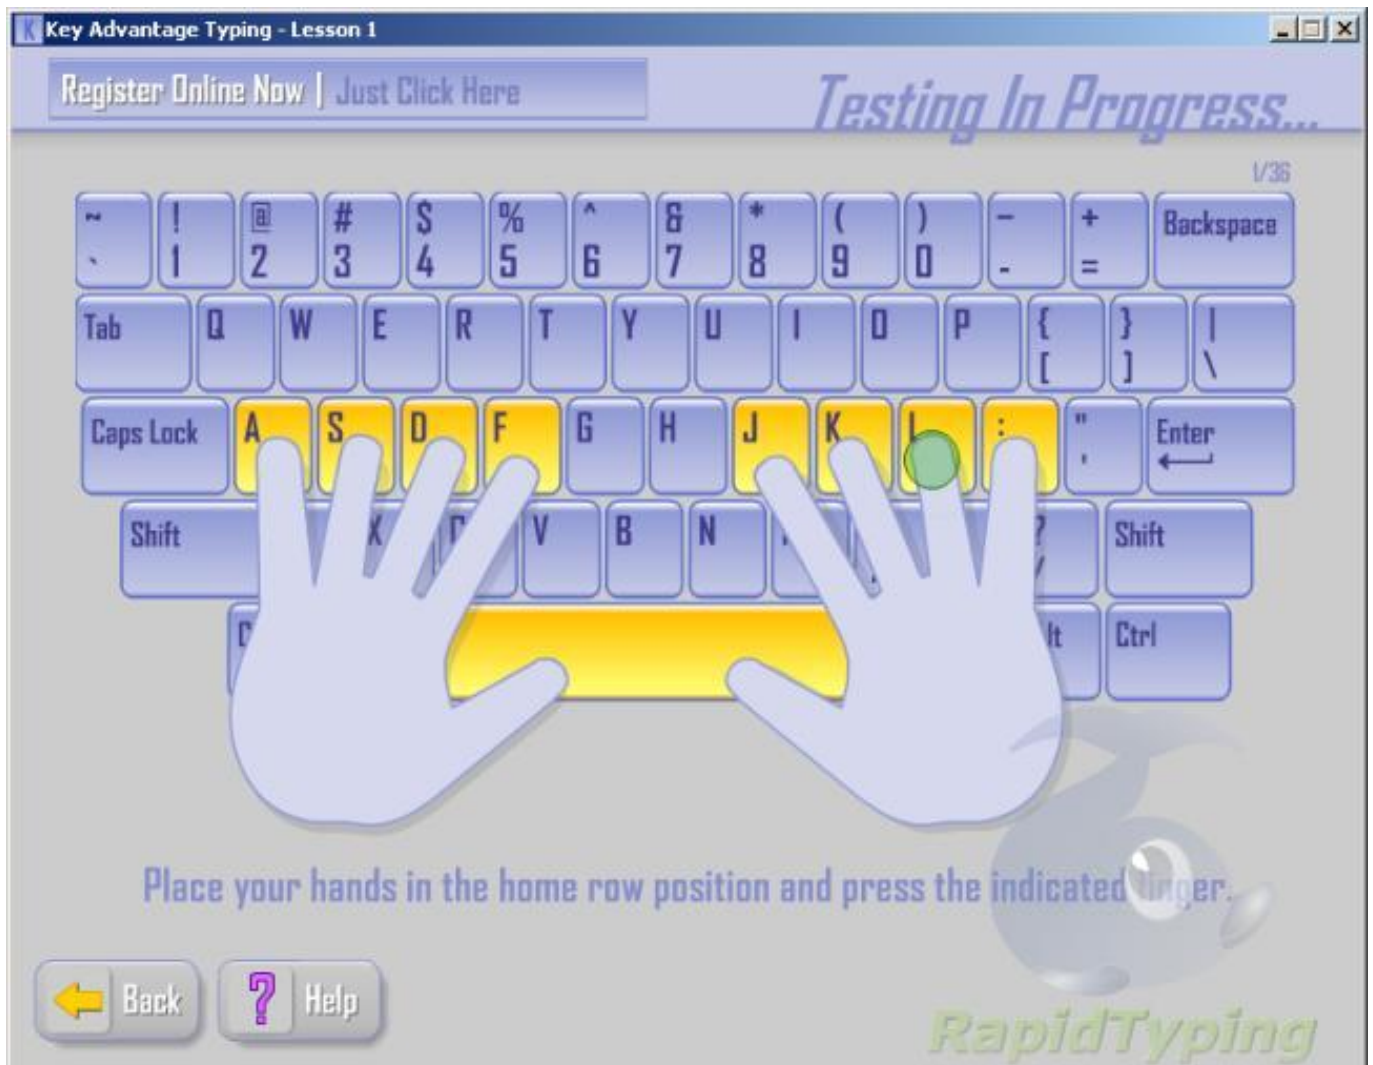 Key Advantage Typing - Lesson 1
Register Online Now | Just Click Here
Testing In Progress...
1/36
~ ! @ # $ % ^ & * ( ) − + Backspace
` 1 2 3 4 5 6 7 8 9 0 - =
Tab Q W E R T Y U I O P { } |
[ ] \
Caps Lock A S D F G H J K L : " Enter
'
Shift X V B N ? Shift
Ctrl
Place your hands in the home row position and press the indicated finger.
Back ? Help
RapidTyping